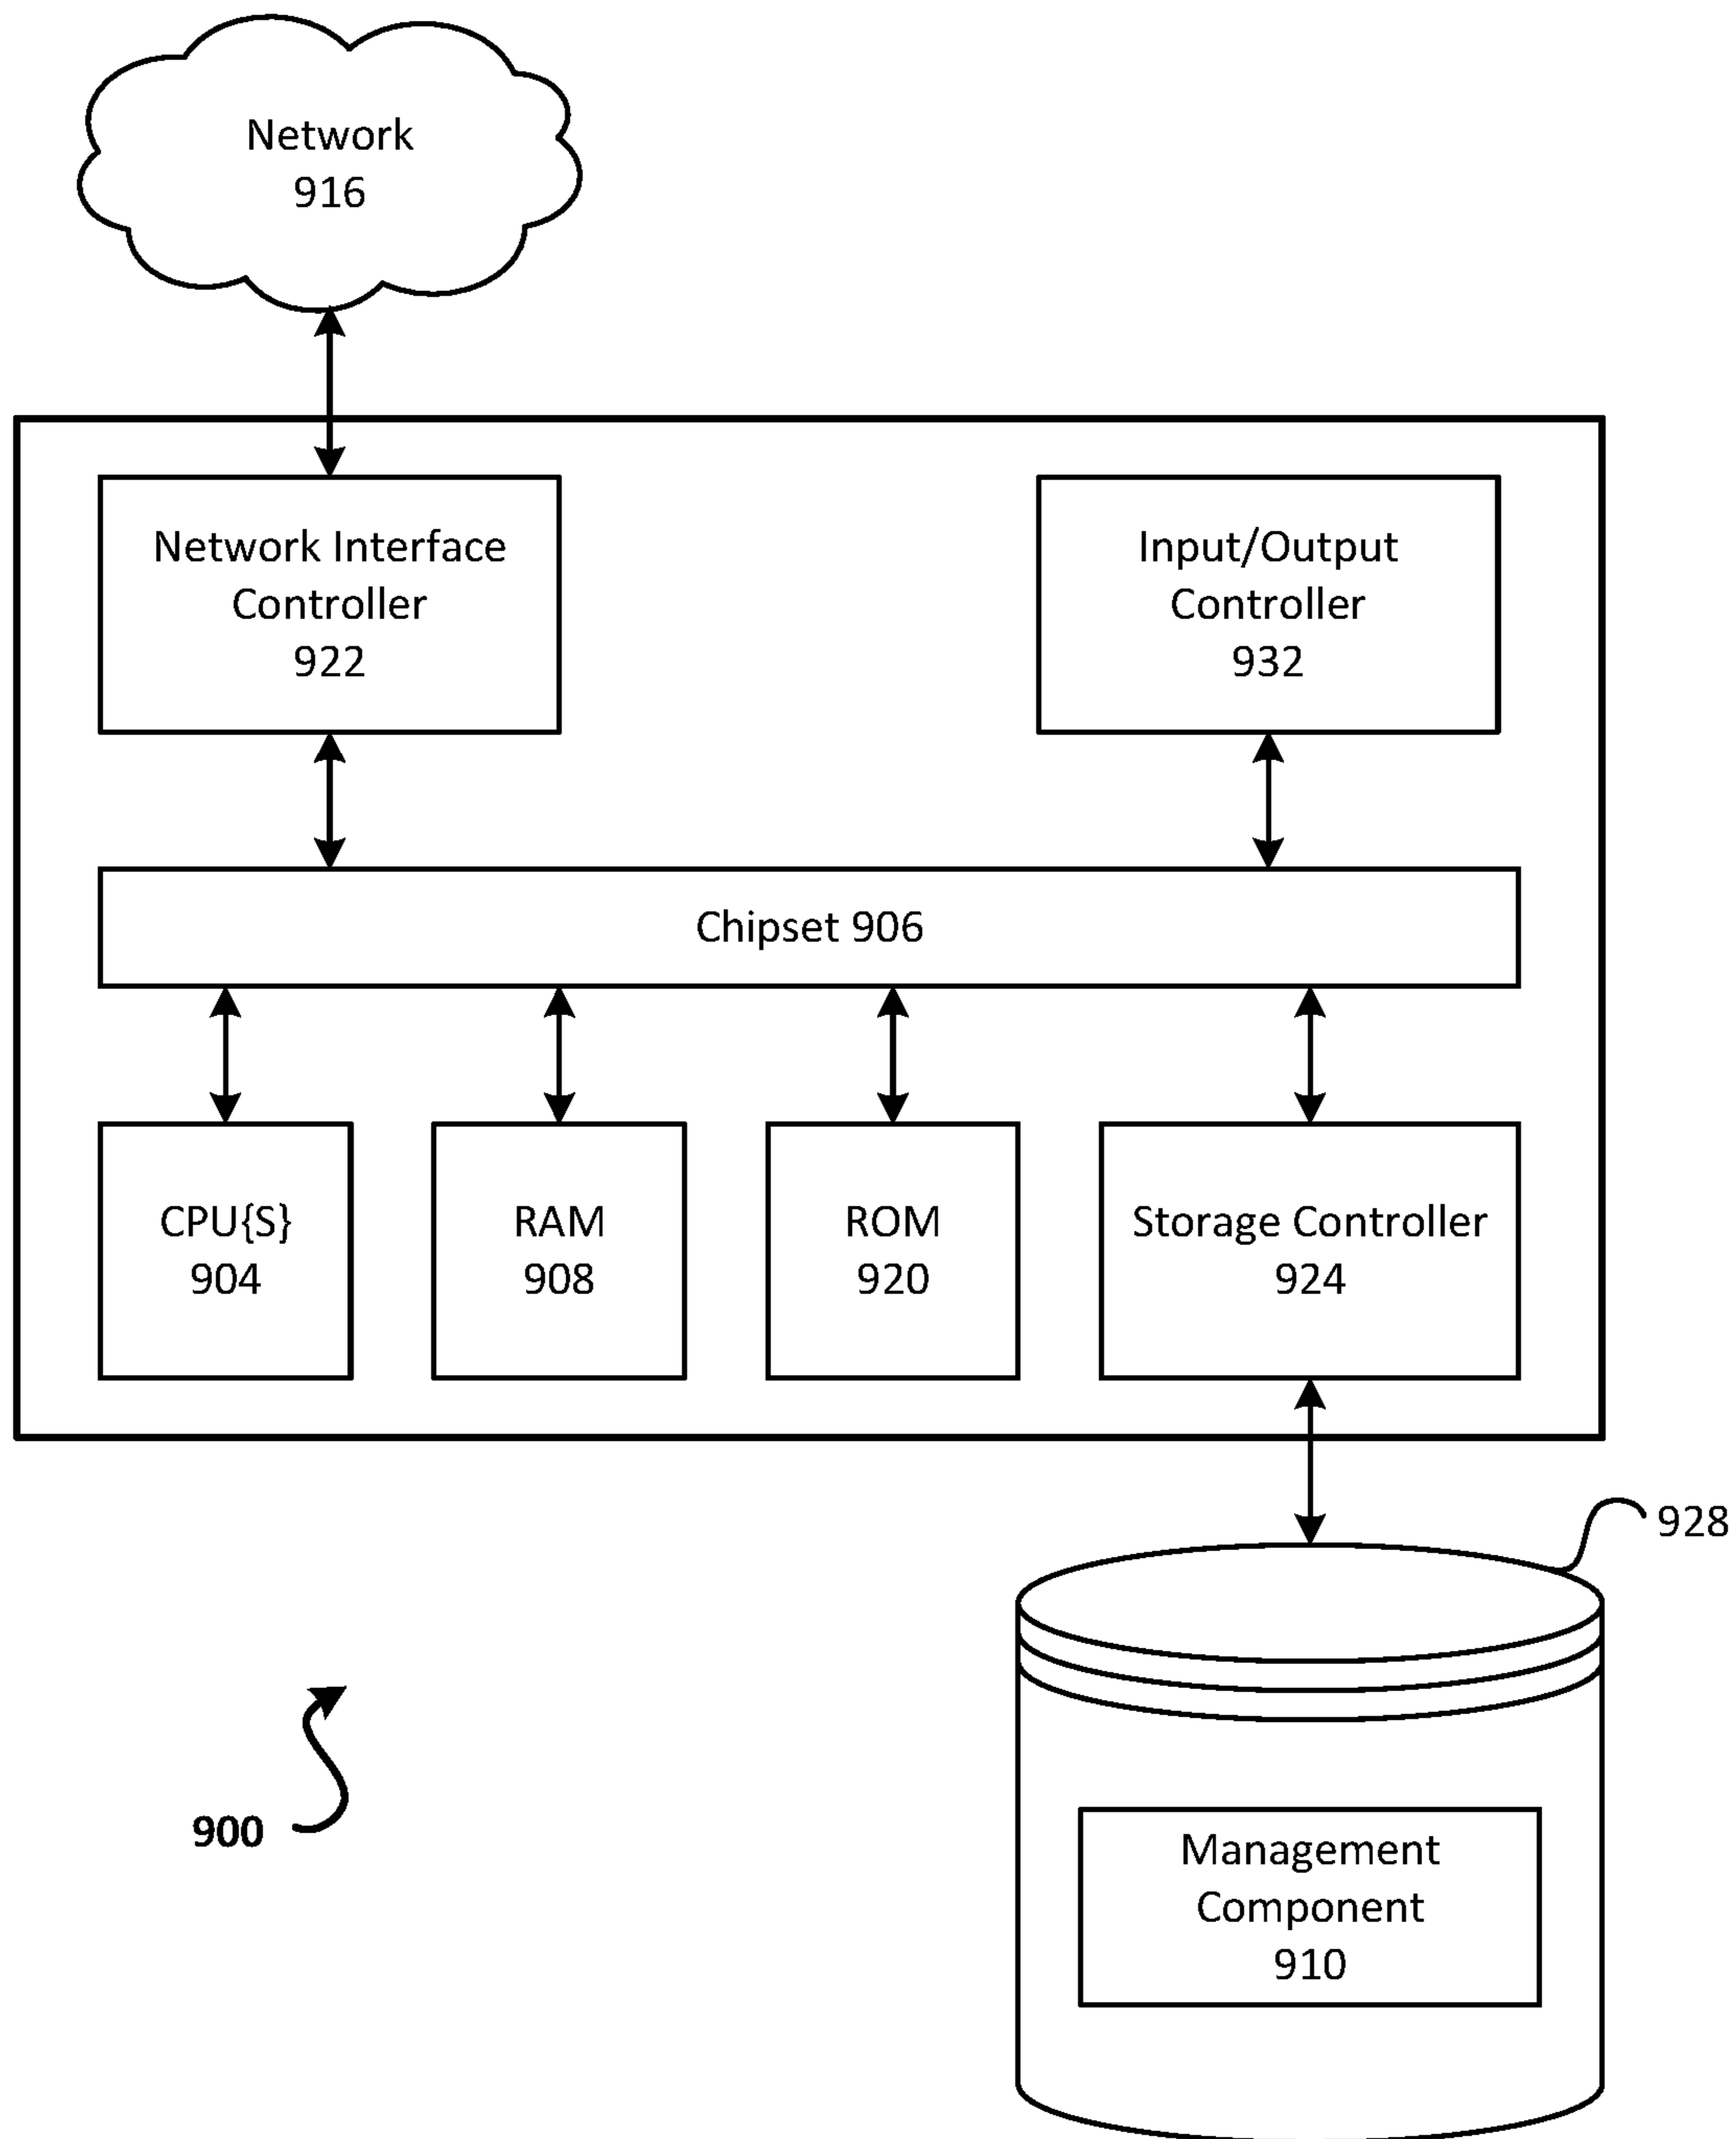 Network
916
Network Interface
Controller
922
Input/Output
Controller
932
Chipset 906
CPU{S}
904
RAM
908
ROM
920
Storage Controller
924
928
900
Management
Component
910